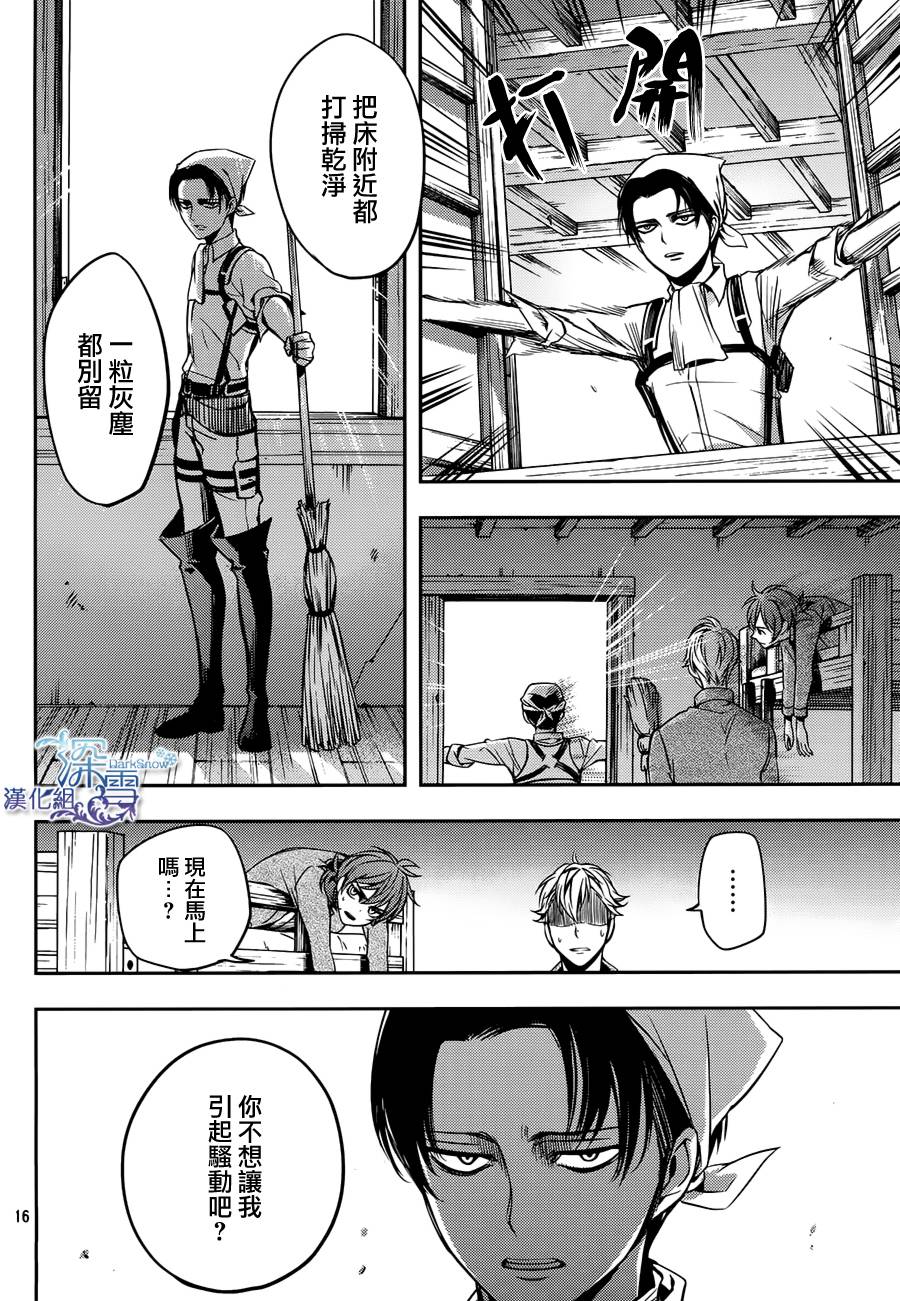 打開
把床附近都
打掃乾淨
一粒灰塵
都別留
深雪
DarkSnow
漢化組
……
現在馬上
嗎…?
你不想讓我
引起騷動吧?
16